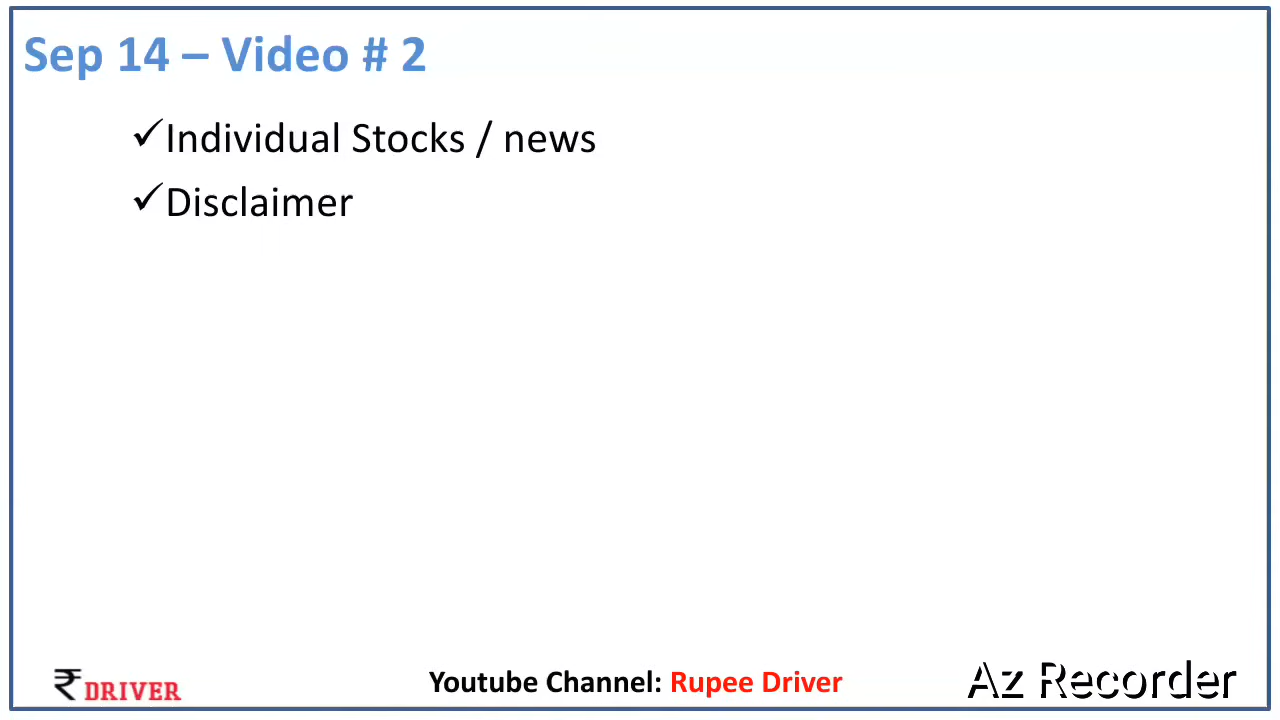 Sep 14 – Video # 2
✓Individual Stocks / news
✓Disclaimer
₹ DRIVER
Youtube Channel: Rupee Driver
Az Recorder